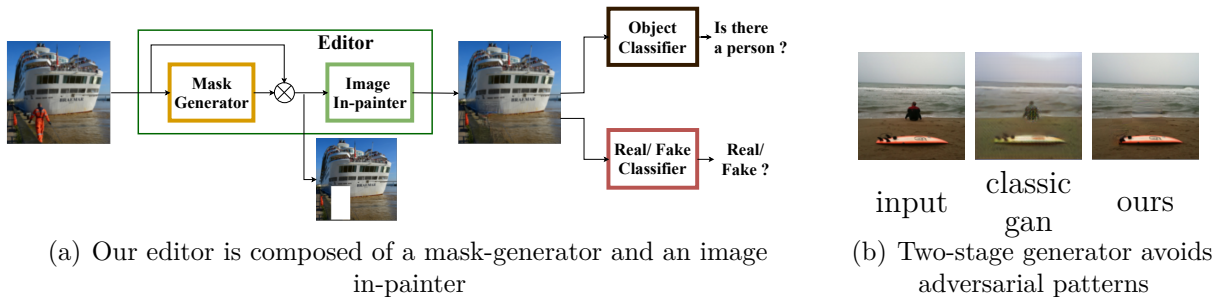 Editor
Mask
Generator
Image
In-painter
Object
Classifier
Is there
a person ?
Real/ Fake
Classifier
Real/
Fake ?
(a) Our editor is composed of a mask-generator and an image
in-painter
input
classic
gan
ours
(b) Two-stage generator avoids
adversarial patterns